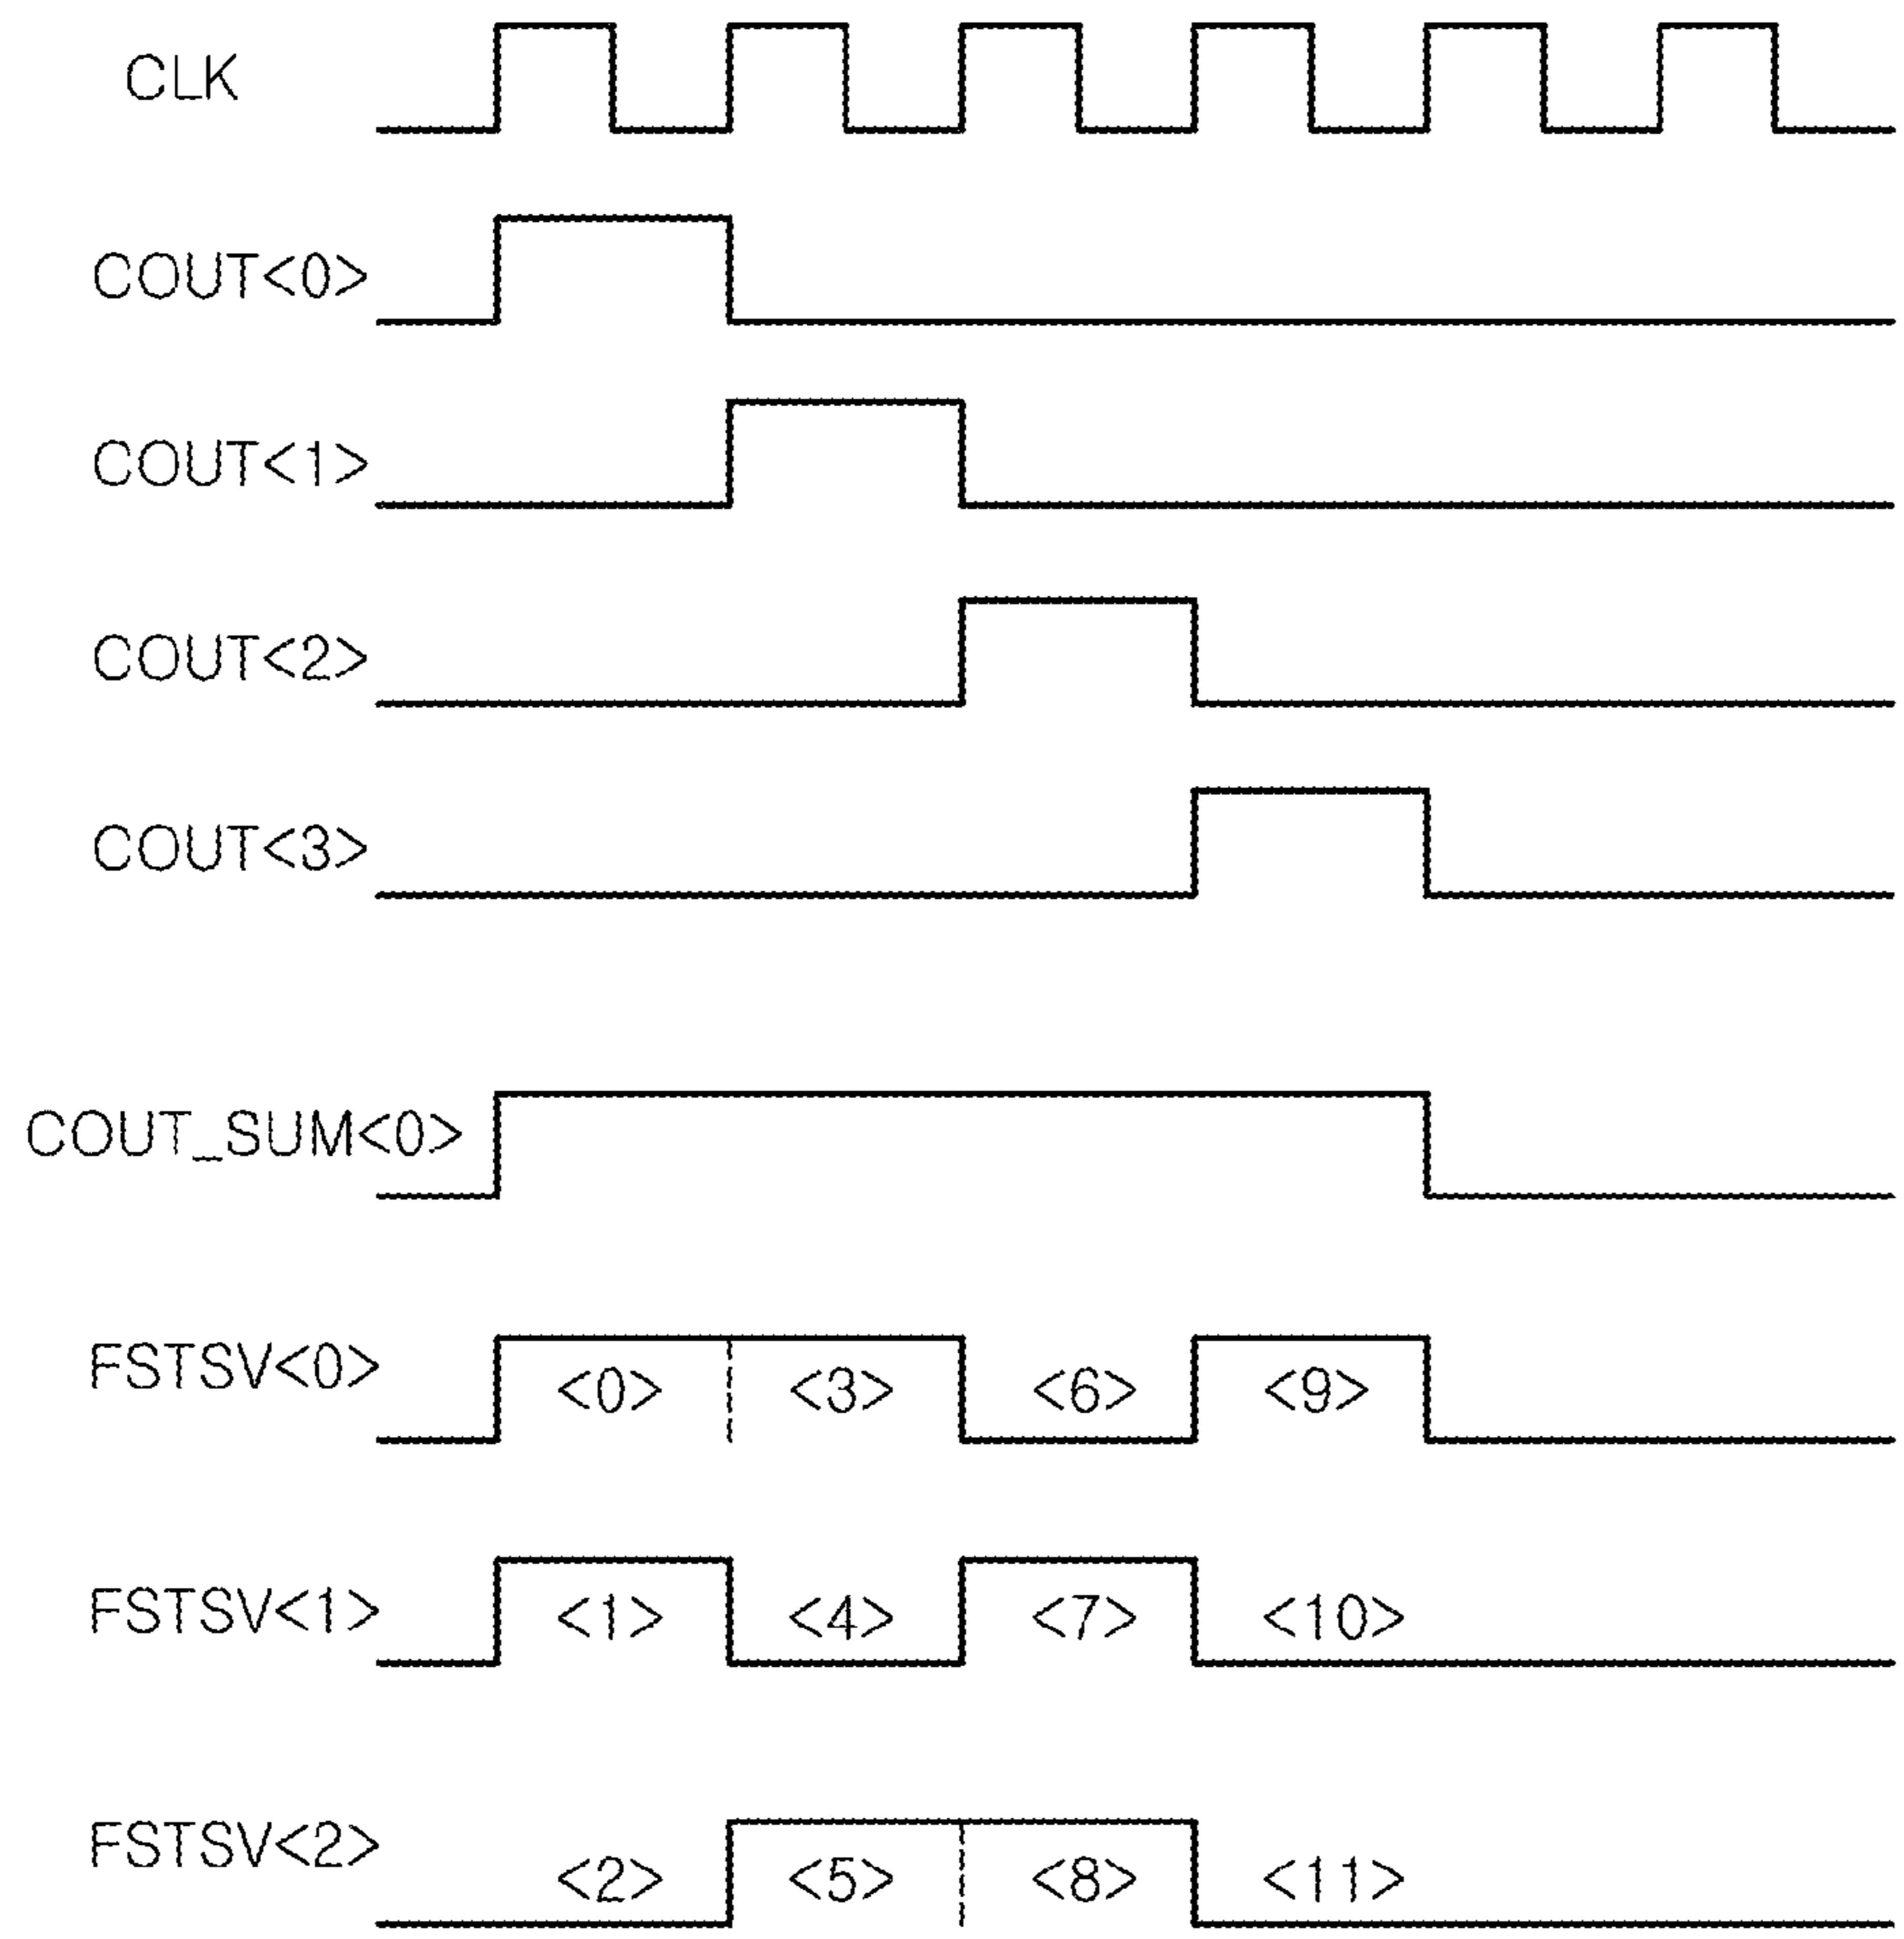 CLK
COUT<0>
COUT<1>
COUT<2>
COUT<3>
COUT_SUM<0>
FSTSV<0> <0> <3> <6> <9>
FSTSV<1> <1> <4> <7> <10>
FSTSV<2> <2> <5> <8> <11>